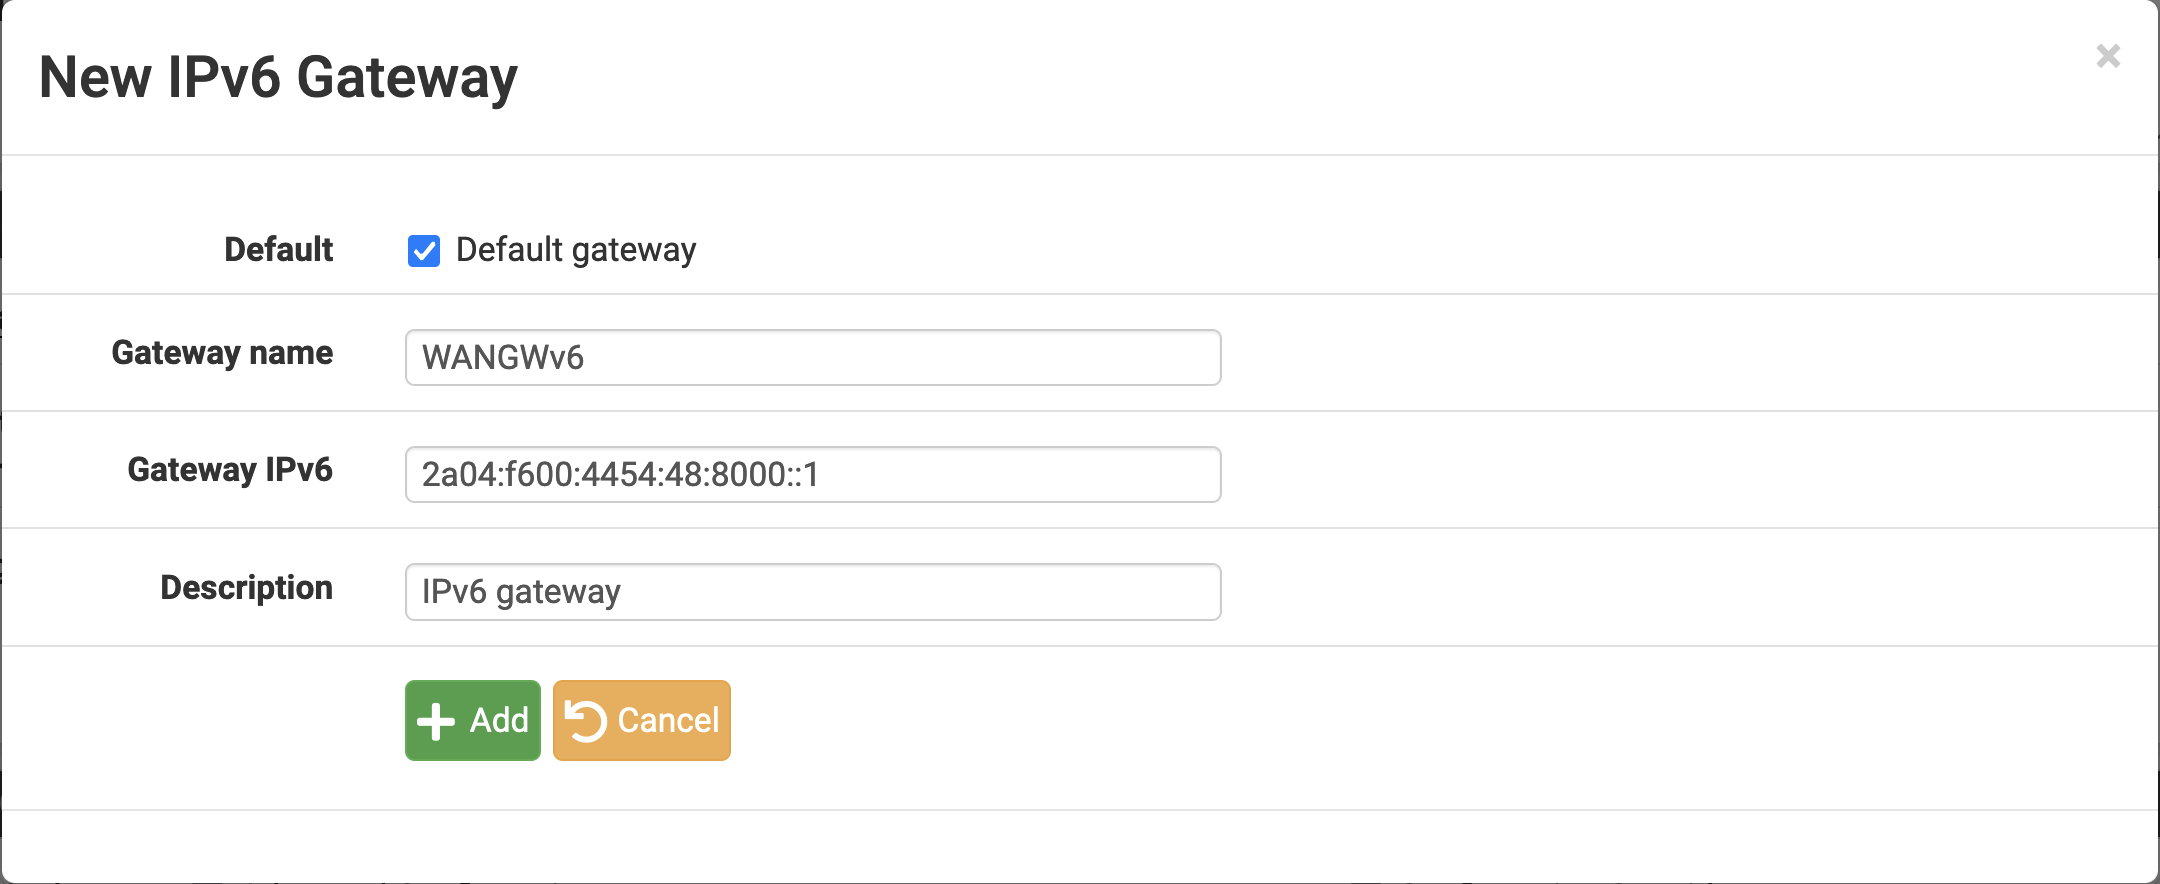 New IPv6 Gateway
×
Default Default gateway
Gateway name WANGWv6
Gateway IPv6 2a04:f600:4454:48:8000::1
Description IPv6 gateway
Add Cancel